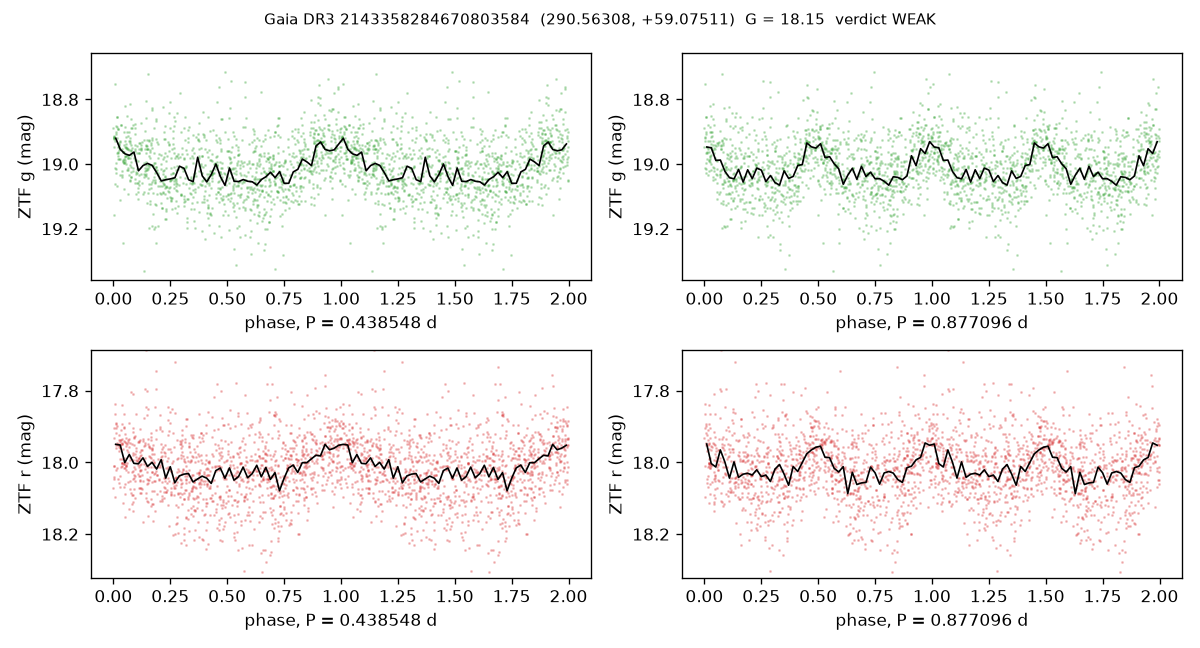 Gaia DR3 2143358284670803584  (290.56308, +59.07511)  G = 18.15  verdict WEAK
ZTF g (mag)
18.8
19.0
19.2
0.00 0.25 0.50 0.75 1.00 1.25 1.50 1.75 2.00
phase, P = 0.438548 d
ZTF g (mag)
18.8
19.0
19.2
0.00 0.25 0.50 0.75 1.00 1.25 1.50 1.75 2.00
phase, P = 0.877096 d
ZTF r (mag)
17.8
18.0
18.2
0.00 0.25 0.50 0.75 1.00 1.25 1.50 1.75 2.00
phase, P = 0.438548 d
ZTF r (mag)
17.8
18.0
18.2
0.00 0.25 0.50 0.75 1.00 1.25 1.50 1.75 2.00
phase, P = 0.877096 d